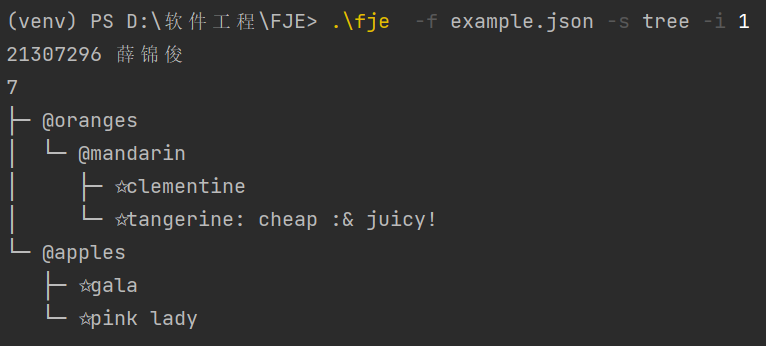 (venv) PS D:\软件工程\FJE> .\fje  -f example.json -s tree -i 1
21307296 薛锦俊
7
├─ @oranges
│  └─ @mandarin
│     ├─ ☆clementine
│     └─ ☆tangerine: cheap :& juicy!
└─ @apples
   ├─ ☆gala
   └─ ☆pink lady